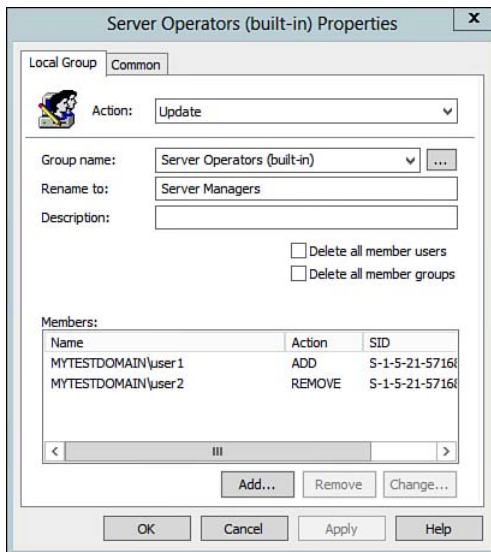 Server Operators (built-in) Properties
x
Local Group Common
Action: Update
Group name: Server Operators (built-in) ...
Rename to: Server Managers
Description:
Delete all member users
Delete all member groups
Members:
Name Action SID
MYTESTDOMAIN\user1 ADD S-1-5-21-57168
MYTESTDOMAIN\user2 REMOVE S-1-5-21-57168
Add... Remove Change...
OK Cancel Apply Help